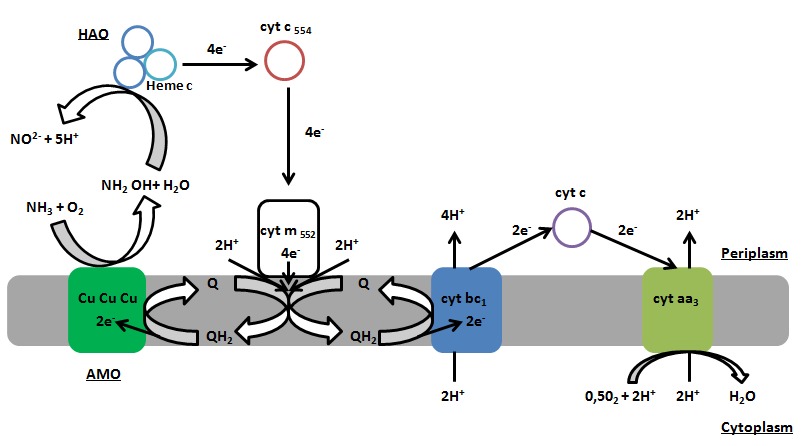 HAO
cyt c 554
4e-
Heme c
4e-
NO2- + 5H+
NH2 OH+ H2O
NH3 + O2
cyt c
cyt m 552
4H+
2e-
2e-
2H+
2H+
4e-
2H+
Periplasm
Cu Cu Cu
Q
Q
cyt bc1
cyt aa3
2e-
2e-
QH2
QH2
AMO
2H+
0,5O2 + 2H+
2H+
H2O
Cytoplasm